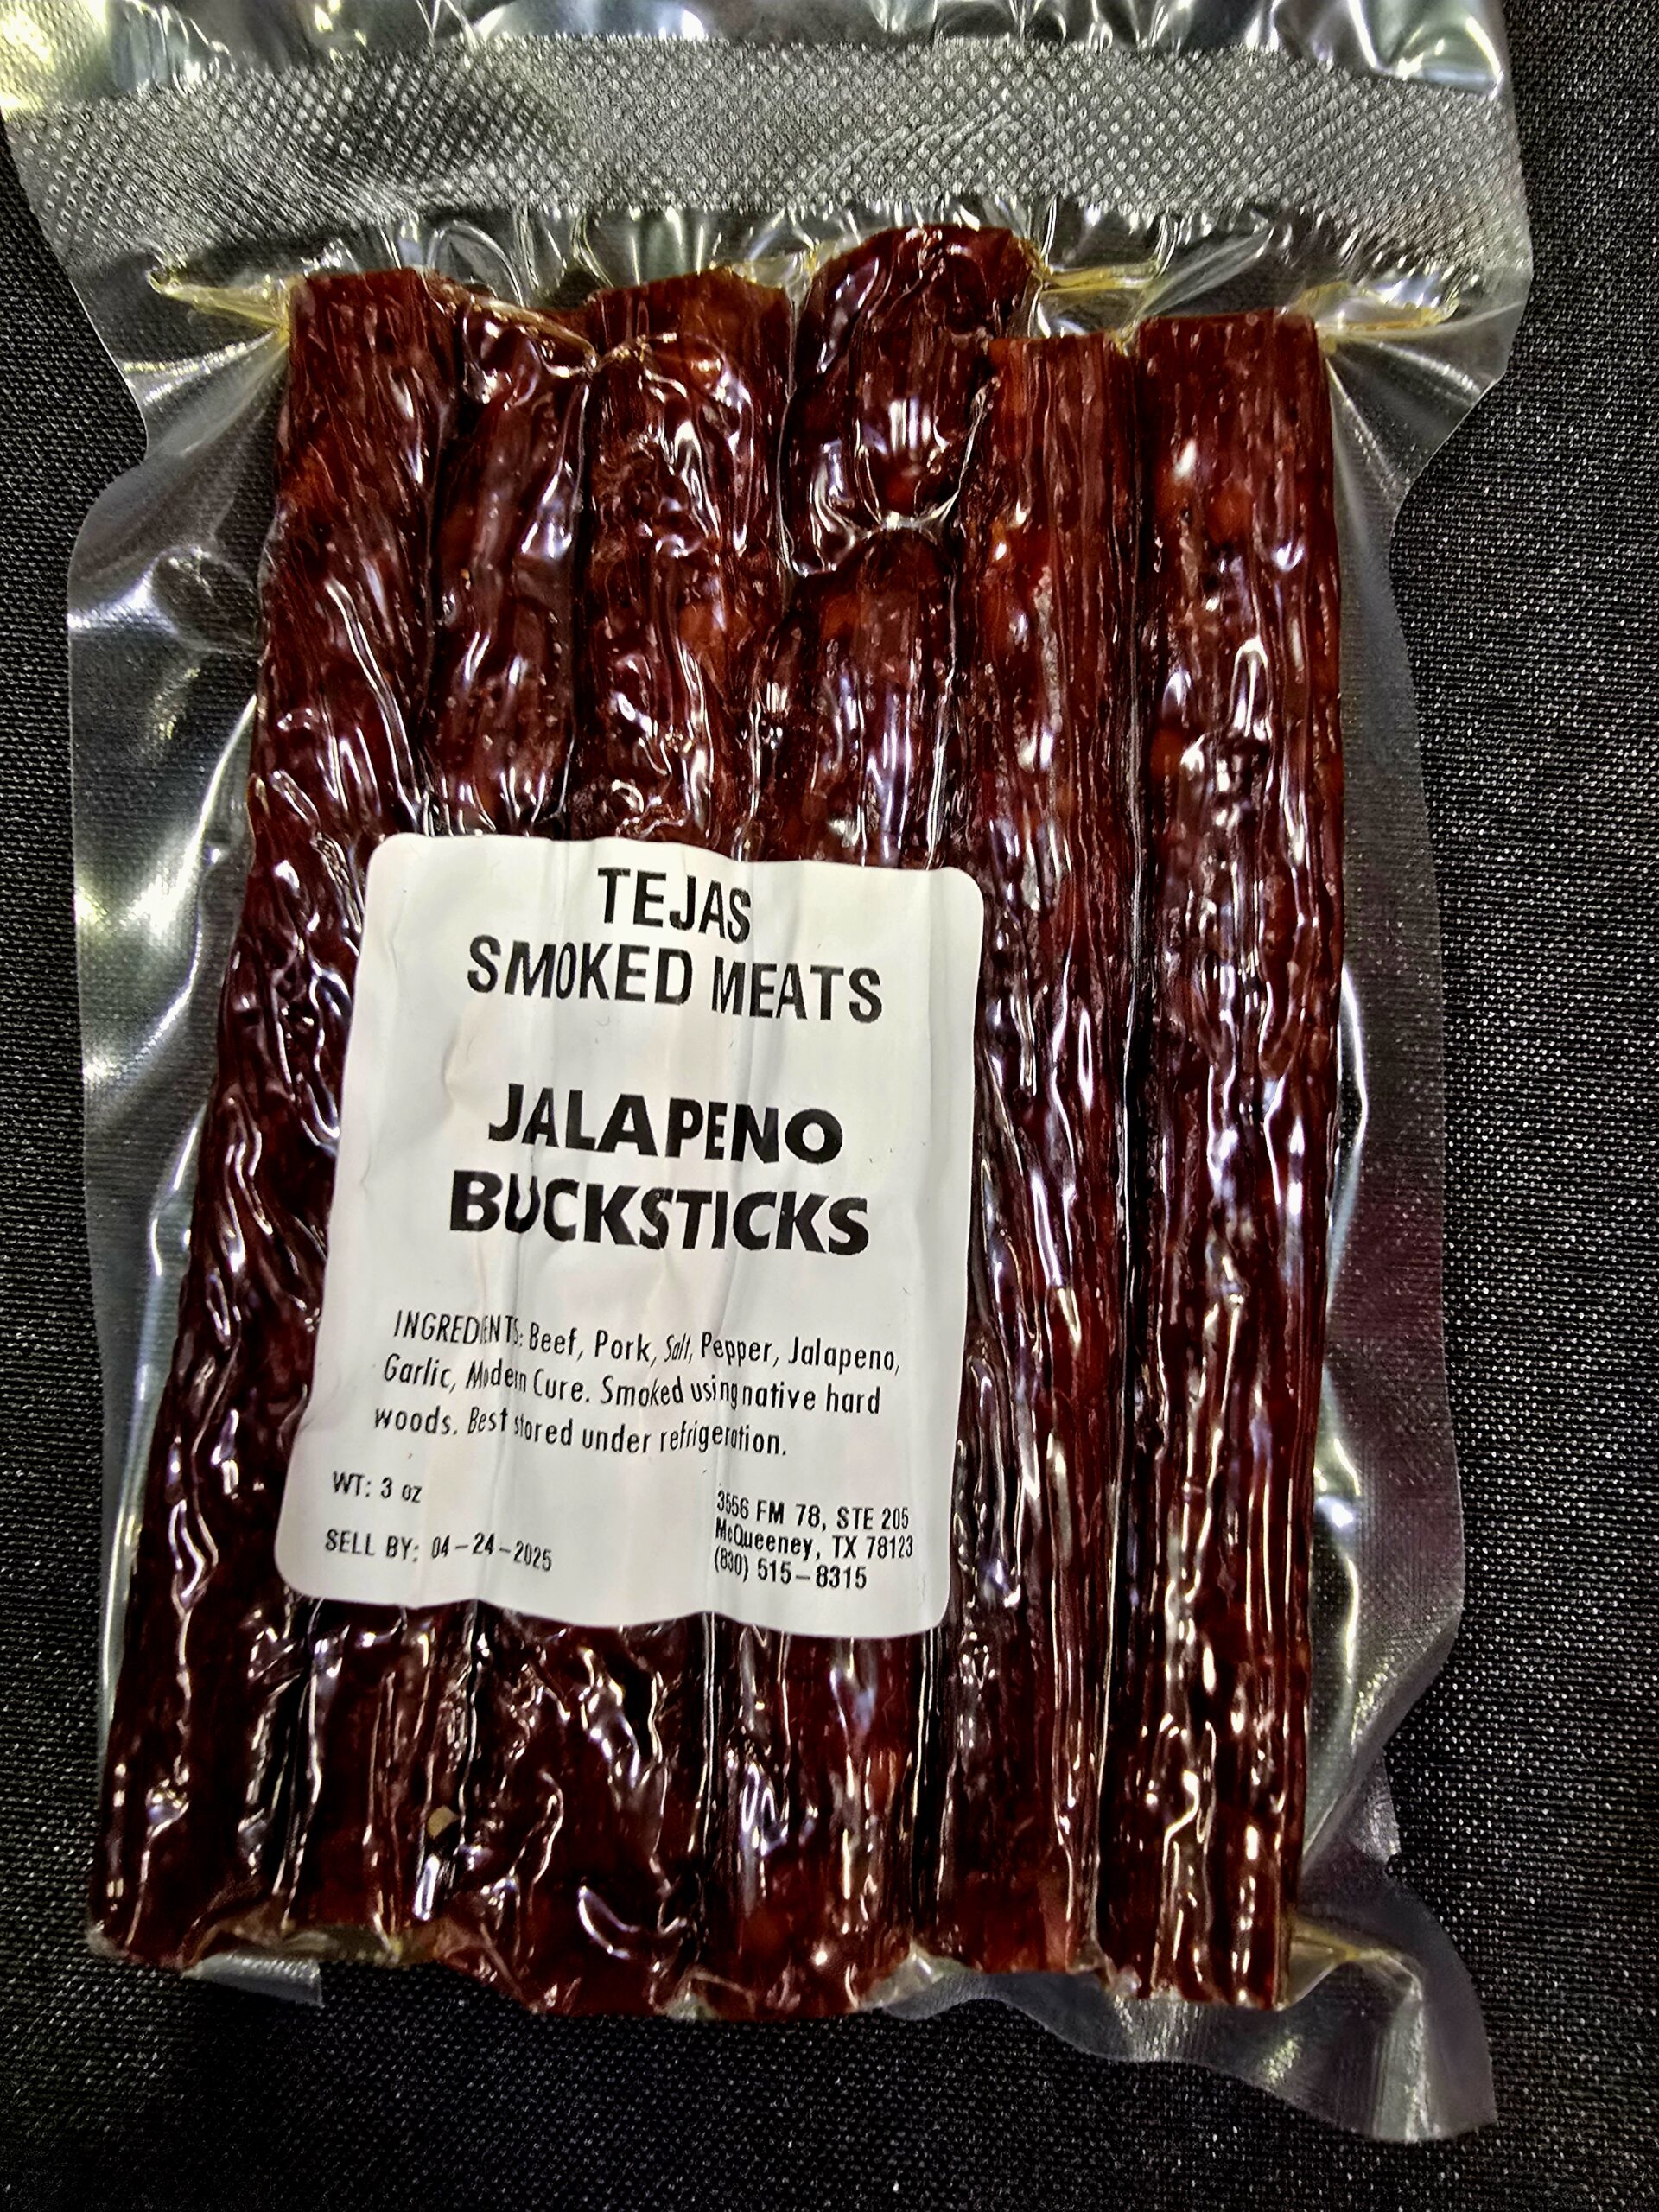 TEJAS
SMOKED MEATS
JALAPENO
BUCKSTICKS
INGREDIENTS: Beef, Pork, Salt, Pepper, Jalapeno,
Garlic, Modern Cure. Smoked using native hard
woods. Best stored under refrigeration.
WT: 3 oz
SELL BY: 04-24-2025
3556 FM 78, STE 205
McQueeney, TX 78123
(830) 515-8315